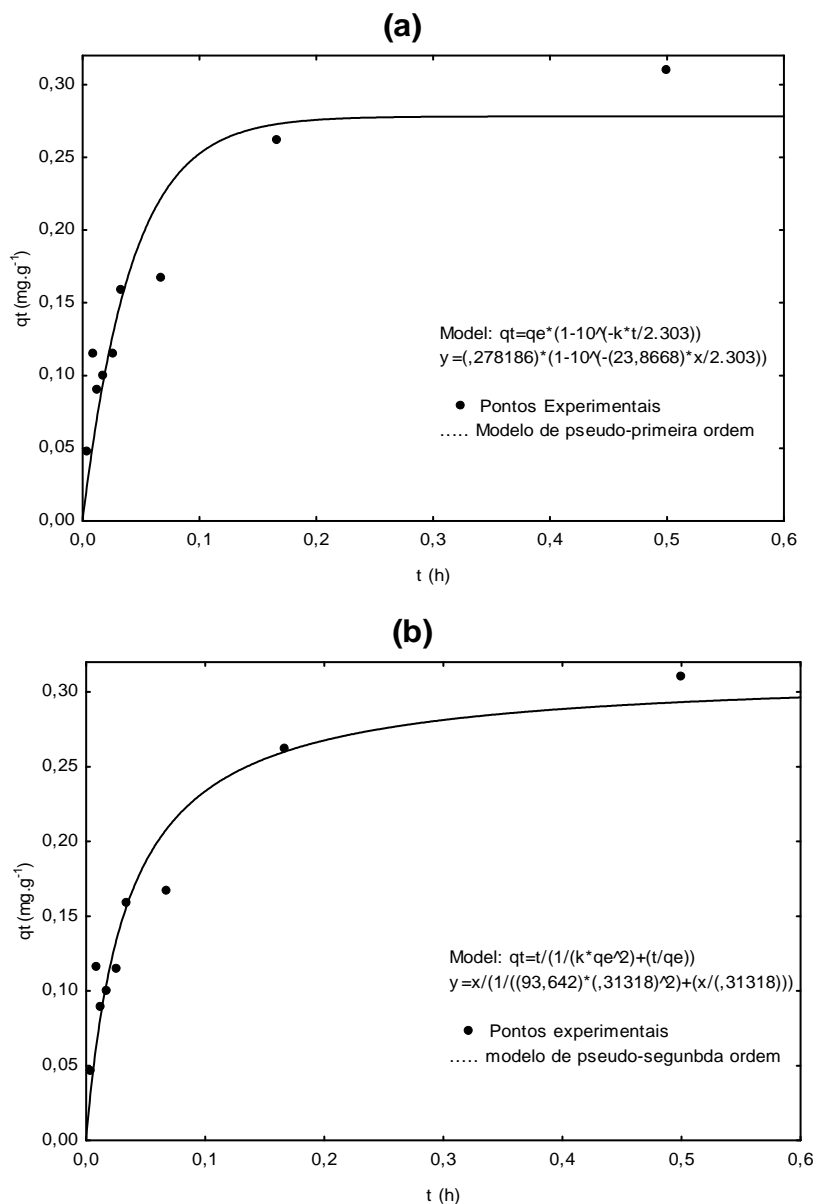 (a)
0,30
0,25
0,20
0,15
0,10
0,05
0,00
qt (mg.g⁻¹)
Model: qt=qe*(1-10^(-k*t/2.303))
y=(,278186)*(1-10^(-(23,8668)*x/2.303))
Pontos Experimentais
..... Modelo de pseudo-primeira ordem
0,0 0,1 0,2 0,3 0,4 0,5 0,6
t (h)
(b)
0,30
0,25
0,20
0,15
0,10
0,05
0,00
qt (mg.g⁻¹)
Model: qt=t/(1/(k*qe^2)+(t/qe))
y=x/(1/((93,642)*(,31318)^2)+(x/(,31318)))
Pontos experimentais
..... modelo de pseudo-segunbda ordem
0,0 0,1 0,2 0,3 0,4 0,5 0,6
t (h)